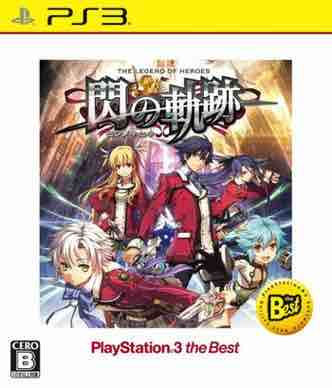 PS3
英雄伝説
THE LEGEND OF HEROES
閃の軌跡
the Best
CERO
B
PlayStation®3 the Best